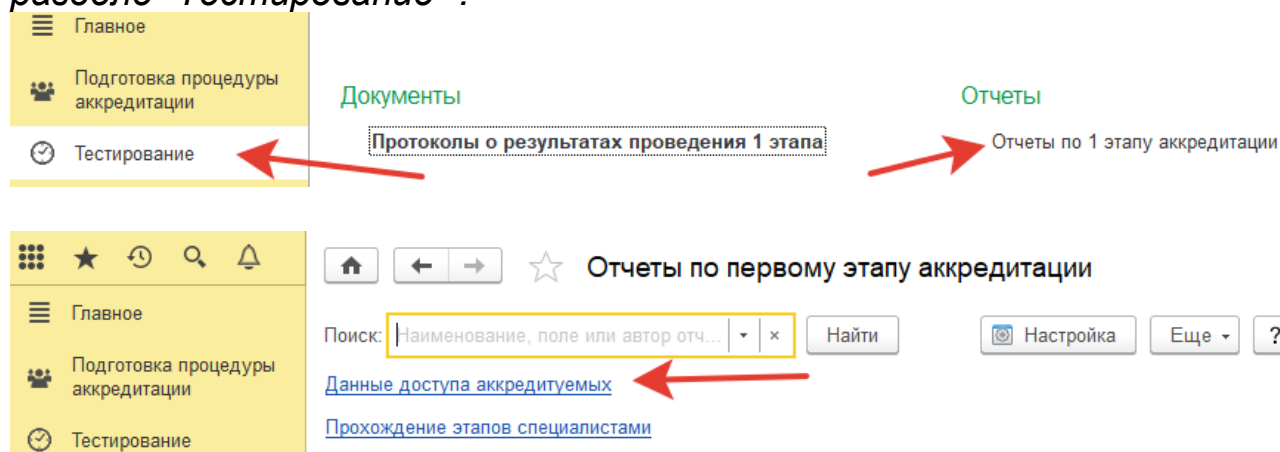 разделе "Тестирование":
Главное
Подготовка процедуры
аккредитации
Тестирование
Документы
Протоколы о результатах проведения 1 этапа
Отчеты
Отчеты по 1 этапу аккредитации
Отчеты по первому этапу аккредитации
Главное
Подготовка процедуры
аккредитации
Тестирование
Поиск: Наименование, поле или автор отч... Найти Настройка Еще ?
Данные доступа аккредитуемых
Прохождение этапов специалистами